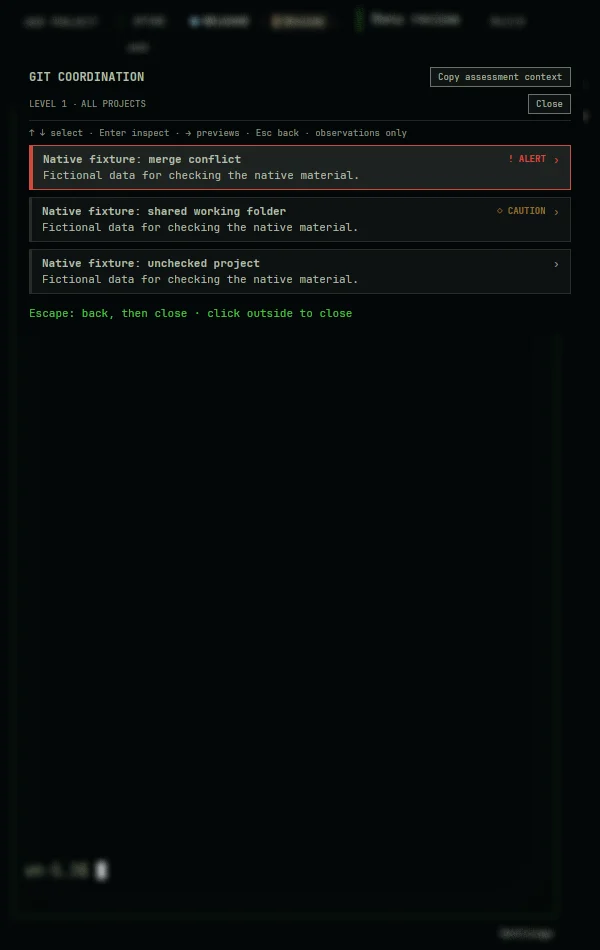 GIT COORDINATION
Copy assessment context
LEVEL 1 · ALL PROJECTS
Close
↑ ↓ select · Enter inspect · → previews · Esc back · observations only
Native fixture: merge conflict
! ALERT ›
Fictional data for checking the native material.
Native fixture: shared working folder
◇ CAUTION ›
Fictional data for checking the native material.
Native fixture: unchecked project
›
Fictional data for checking the native material.
Escape: back, then close · click outside to close